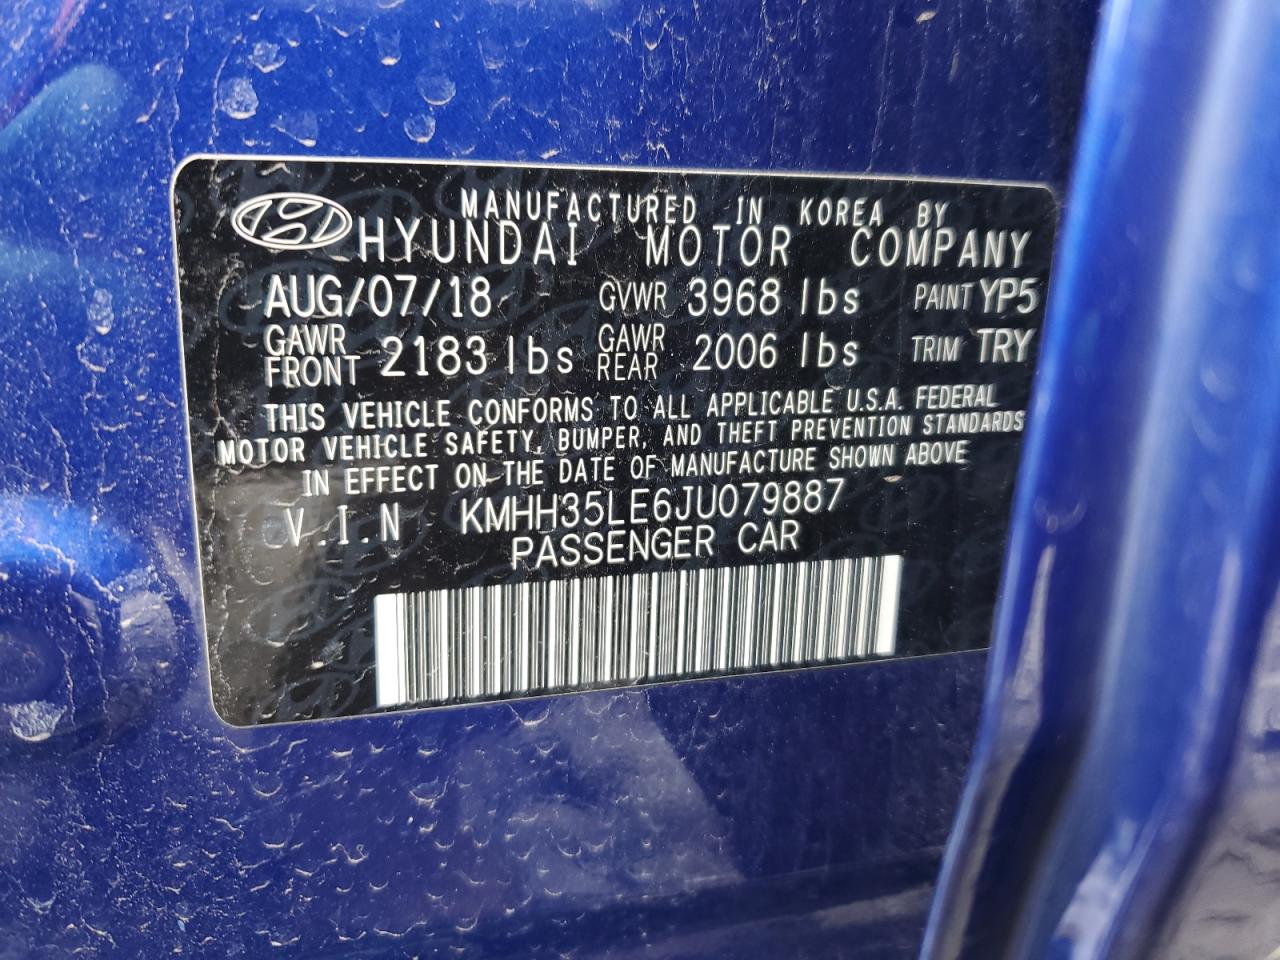 MANUFACTURED IN KOREA BY
HYUNDAI MOTOR COMPANY
AUG/07/18 GVWR 3968 lbs PAINT YP5
GAWR FRONT 2183 lbs GAWR REAR 2006 lbs TRIM TRY
THIS VEHICLE CONFORMS TO ALL APPLICABLE U.S.A. FEDERAL
MOTOR VEHICLE SAFETY, BUMPER, AND THEFT PREVENTION STANDARDS
IN EFFECT ON THE DATE OF MANUFACTURE SHOWN ABOVE
V.I.N KMHH35LE6JU079887
PASSENGER CAR